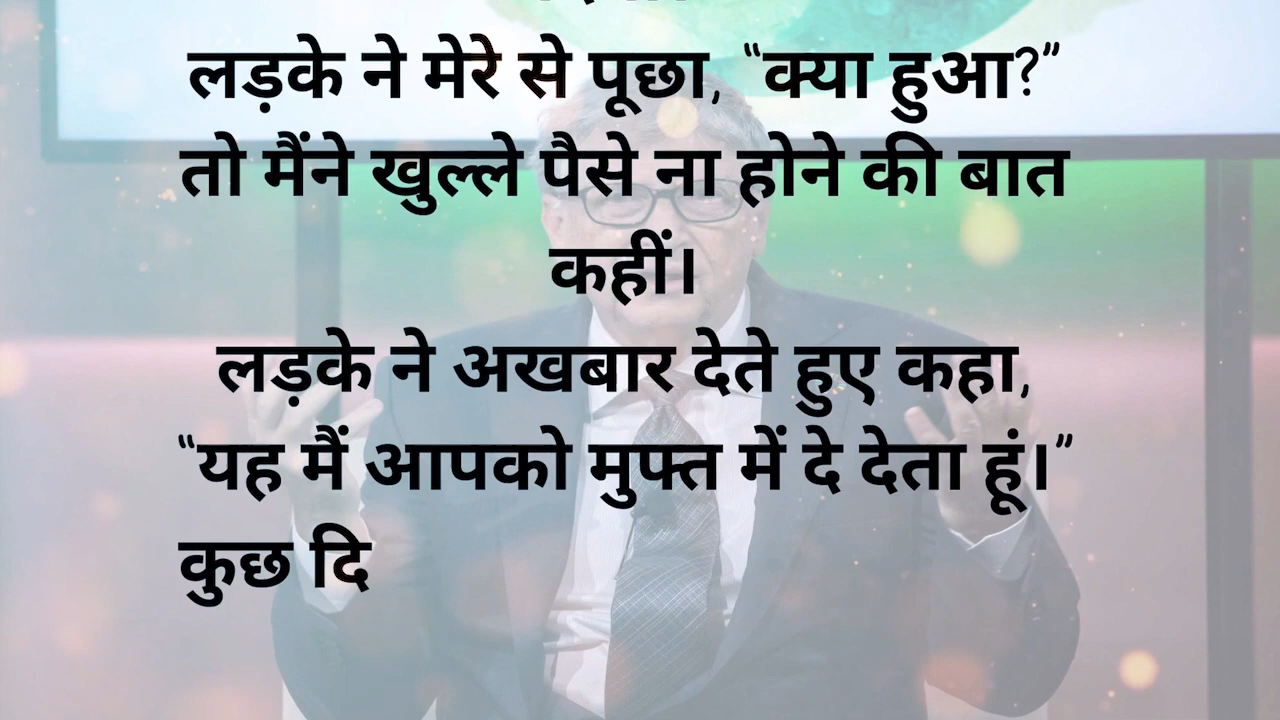 लड़के ने मेरे से पूछा, “क्या हुआ?”
तो मैंने खुल्ले पैसे ना होने की बात
कहीं।
लड़के ने अखबार देते हुए कहा,
“यह मैं आपको मुफ्त में दे देता हूं।”
कुछ दि